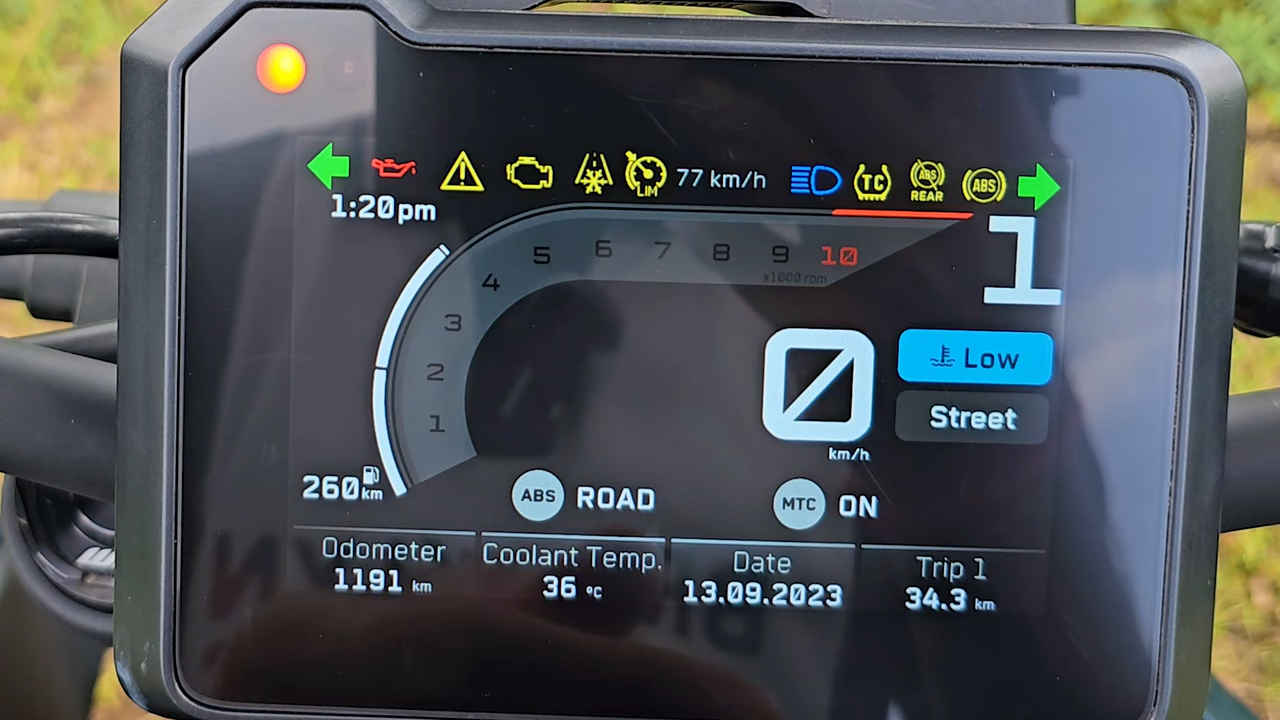 LIM 77 km/h TC ABS REAR ABS
1:20pm
1
1 2 3 4 5 6 7 8 9 10
x1000 rpm
0
km/h
Low
Street
260 km
ABS ROAD
MTC ON
Odometer
1191 km
Coolant Temp.
36 °C
Date
13.09.2023
Trip 1
34.3 km